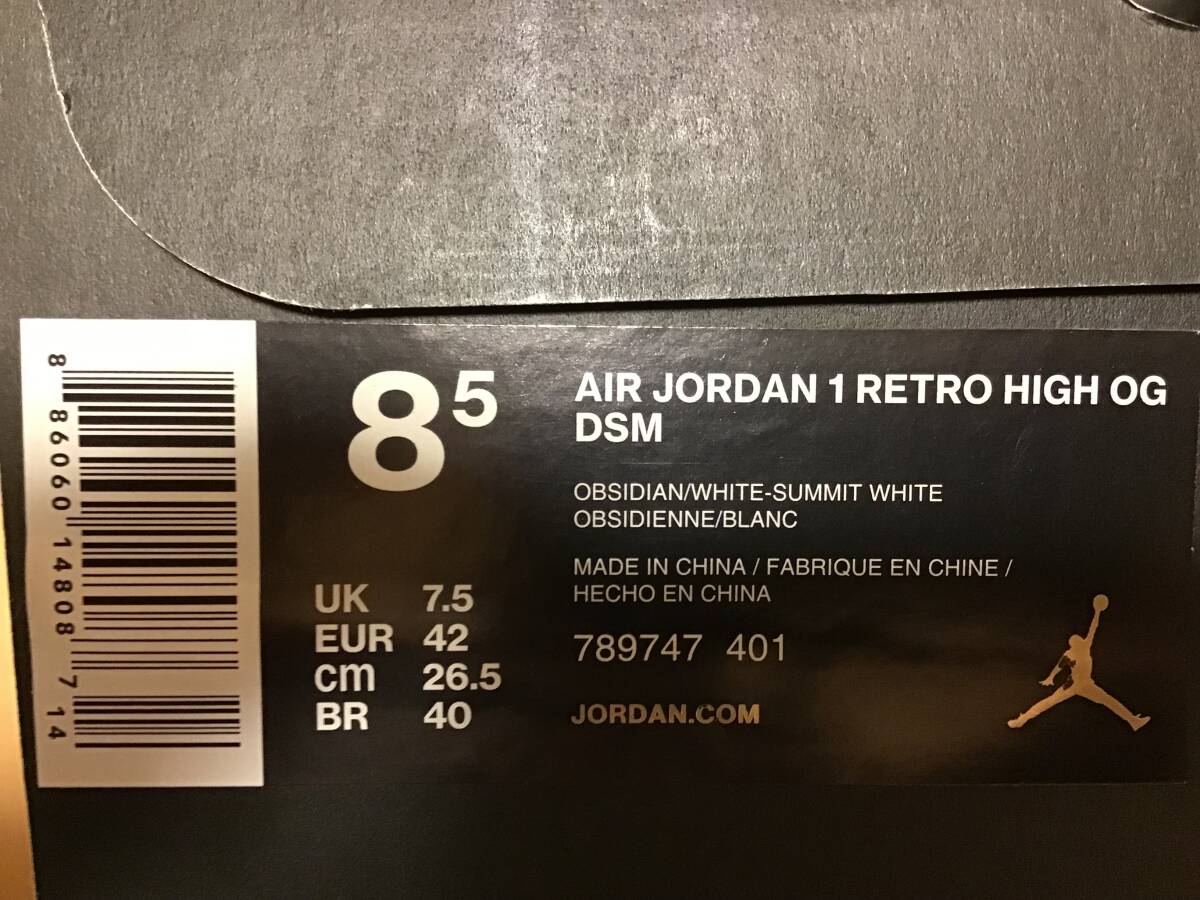 8 86060 14808 7 14
8 5
AIR JORDAN 1 RETRO HIGH OG
DSM
OBSIDIAN/WHITE-SUMMIT WHITE
OBSIDIENNE/BLANC
MADE IN CHINA / FABRIQUE EN CHINE /
HECHO EN CHINA
789747 401
JORDAN.COM
UK 7.5
EUR 42
cm 26.5
BR 40